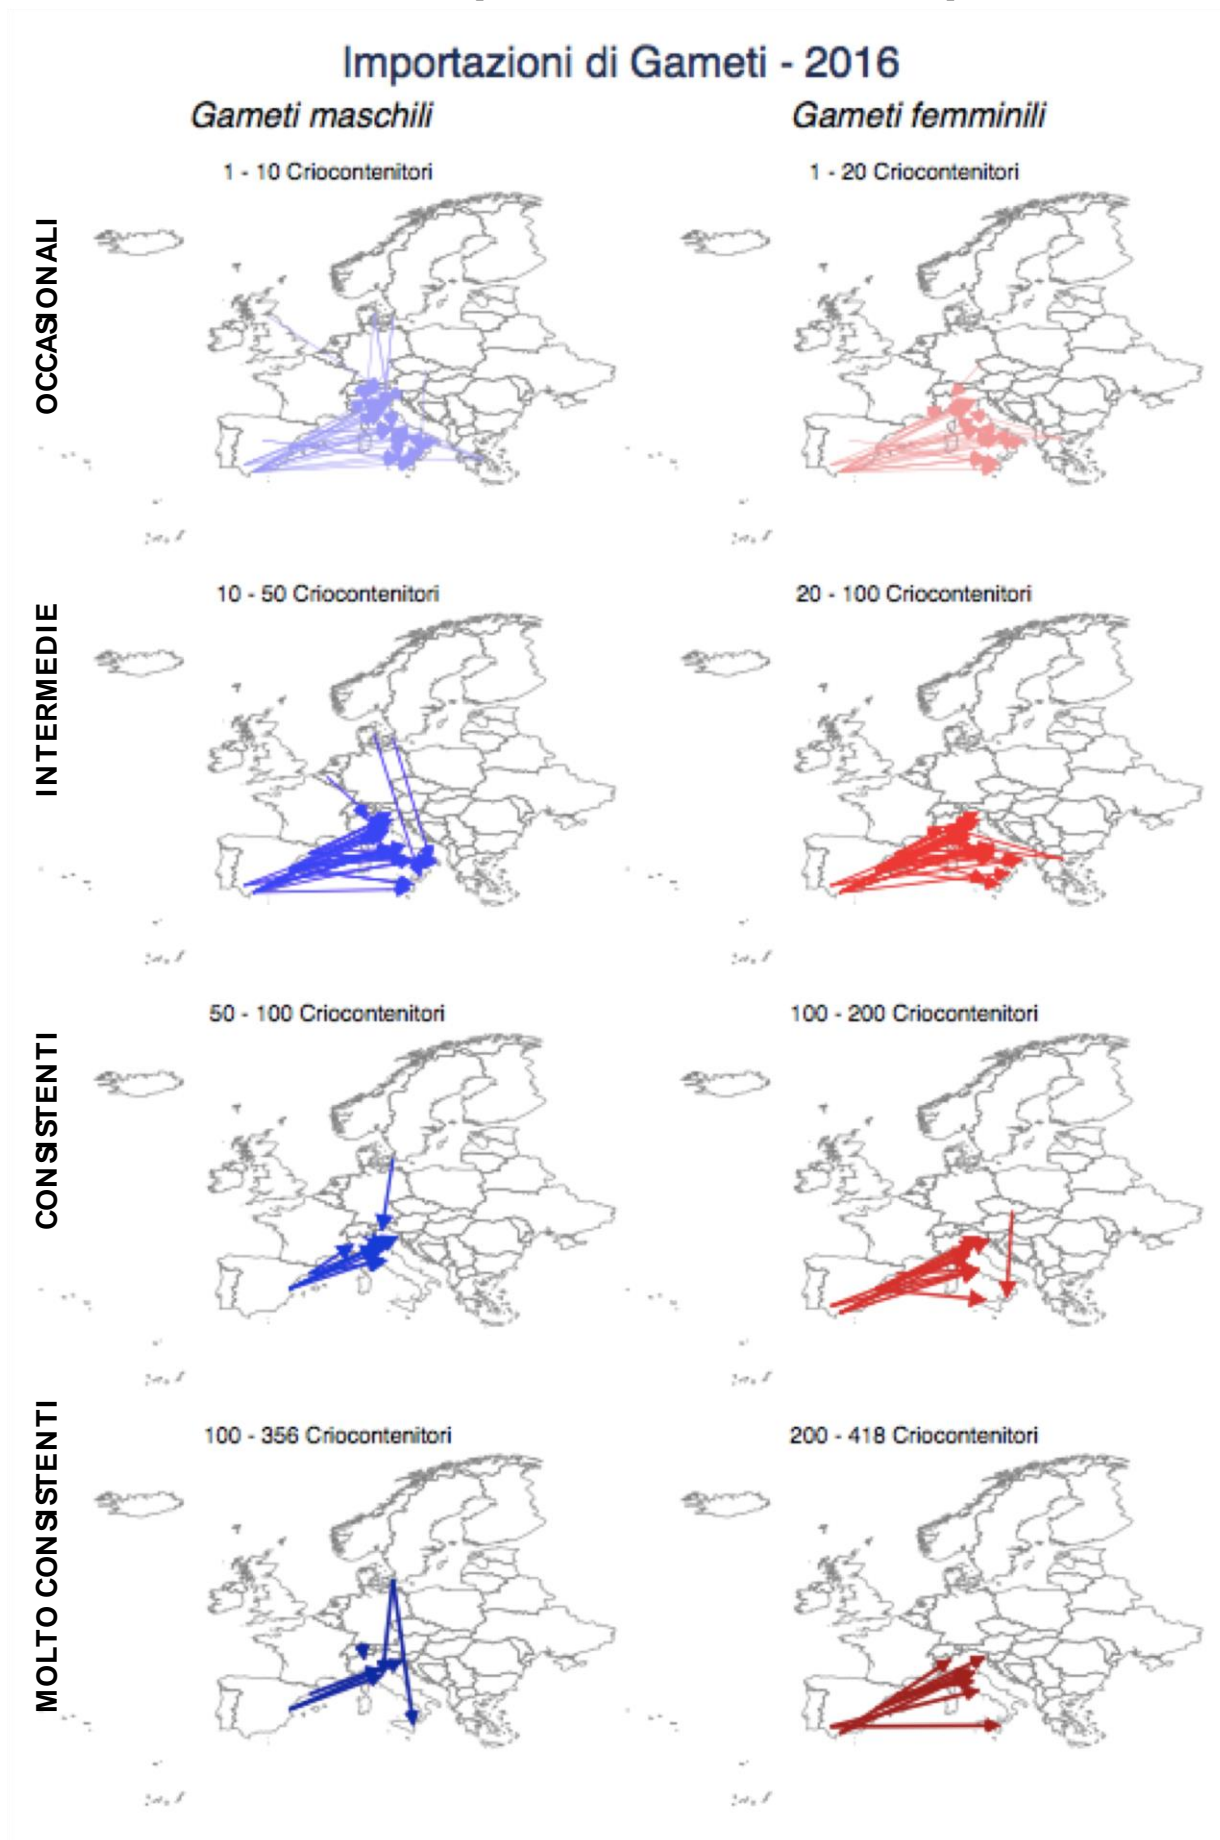 Importazioni di Gameti - 2016
Gameti maschili
Gameti femminili
OCCASIONALI
1 - 10 Criocontenitori
1 - 20 Criocontenitori
INTERMEDIE
10 - 50 Criocontenitori
20 - 100 Criocontenitori
CONSISTENTI
50 - 100 Criocontenitori
100 - 200 Criocontenitori
MOLTO CONSISTENTI
100 - 356 Criocontenitori
200 - 418 Criocontenitori